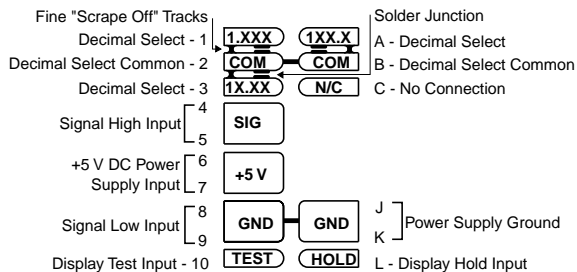 Fine "Scrape Off" Tracks
Solder Junction
Decimal Select - 1 1.XXX 1XX.X A - Decimal Select
Decimal Select Common - 2 COM COM B - Decimal Select Common
Decimal Select - 3 1X.XX N/C C - No Connection
4
Signal High Input SIG
5
6
+5 V DC Power
Supply Input +5 V
7
8 J
Signal Low Input GND GND Power Supply Ground
9 K
Display Test Input - 10 TEST HOLD L - Display Hold Input